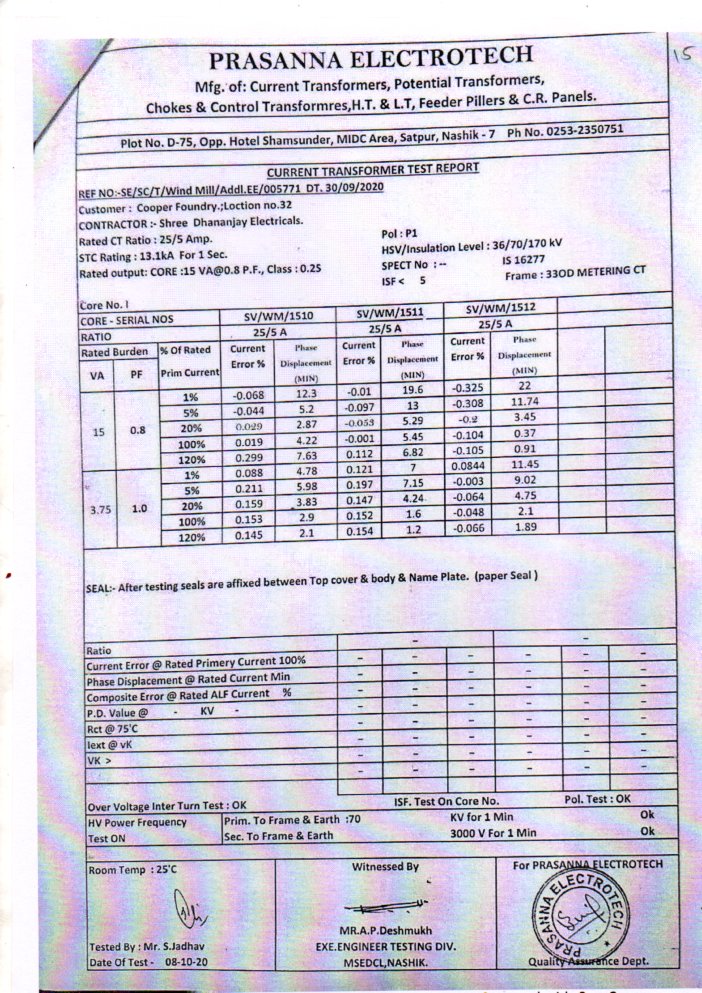 15
PRASANNA ELECTROTECH
Mfg. of: Current Transformers, Potential Transformers,
Chokes & Control Transformres,H.T. & L.T, Feeder Pillers & C.R. Panels.
Plot No. D-75, Opp. Hotel Shamsunder, MIDC Area, Satpur, Nashik - 7 Ph No. 0253-2350751
CURRENT TRANSFORMER TEST REPORT
REF NO:-SE/SC/T/Wind Mill/Addl.EE/005771 DT. 30/09/2020
Customer : Cooper Foundry.;Loction no.32
CONTRACTOR :- Shree Dhananjay Electricals.
Rated CT Ratio : 25/5 Amp. Pol : P1
STC Rating : 13.1kA For 1 Sec. HSV/Insulation Level : 36/70/170 kV
Rated output: CORE :15 VA@0.8 P.F., Class : 0.2S SPECT No : -- IS 16277
ISF < 5 Frame : 33OD METERING CT
Core No. I
CORE - SERIAL NOS SV/WM/1510 SV/WM/1511 SV/WM/1512
RATIO 25/5 A 25/5 A 25/5 A
Rated Burden % Of Rated Prim Current Current Error % Phase Displacement (MIN) Current Error % Phase Displacement (MIN) Current Error % Phase Displacement (MIN)
VA PF
15 0.8
1% -0.068 12.3 -0.01 19.6 -0.325 22
5% -0.044 5.2 -0.097 13 -0.308 11.74
20% 0.029 2.87 -0.053 5.29 -0.2 3.45
100% 0.019 4.22 -0.001 5.45 -0.104 0.37
120% 0.299 7.63 0.112 6.82 -0.105 0.91
3.75 1.0
1% 0.088 4.78 0.121 7 0.0844 11.45
5% 0.211 5.98 0.197 7.15 -0.003 9.02
20% 0.159 3.83 0.147 4.24 -0.064 4.75
100% 0.153 2.9 0.152 1.6 -0.048 2.1
120% 0.145 2.1 0.154 1.2 -0.066 1.89
SEAL:- After testing seals are affixed between Top cover & body & Name Plate. (paper Seal )
Ratio – –
Current Error @ Rated Primery Current 100% – – – – – –
Phase Displacement @ Rated Current Min – – – – – –
Composite Error @ Rated ALF Current % – – – – – –
P.D. Value @ - KV - – – – – – –
Rct @ 75°C – – – – – –
Iext @ vK – – – – – –
VK > – – – – – –
– – – – – –
Over Voltage Inter Turn Test : OK ISF. Test On Core No. Pol. Test : OK
HV Power Frequency Prim. To Frame & Earth :70 KV for 1 Min Ok
Test ON Sec. To Frame & Earth 3000 V For 1 Min Ok
Room Temp : 25°C Witnessed By For PRASANNA ELECTROTECH
PRASANNA ELECTROTECH
MR.A.P.Deshmukh
Tested By : Mr. S.Jadhav EXE.ENGINEER TESTING DIV.
Date Of Test - 08-10-20 MSEDCL,NASHIK. Quality Assurance Dept.